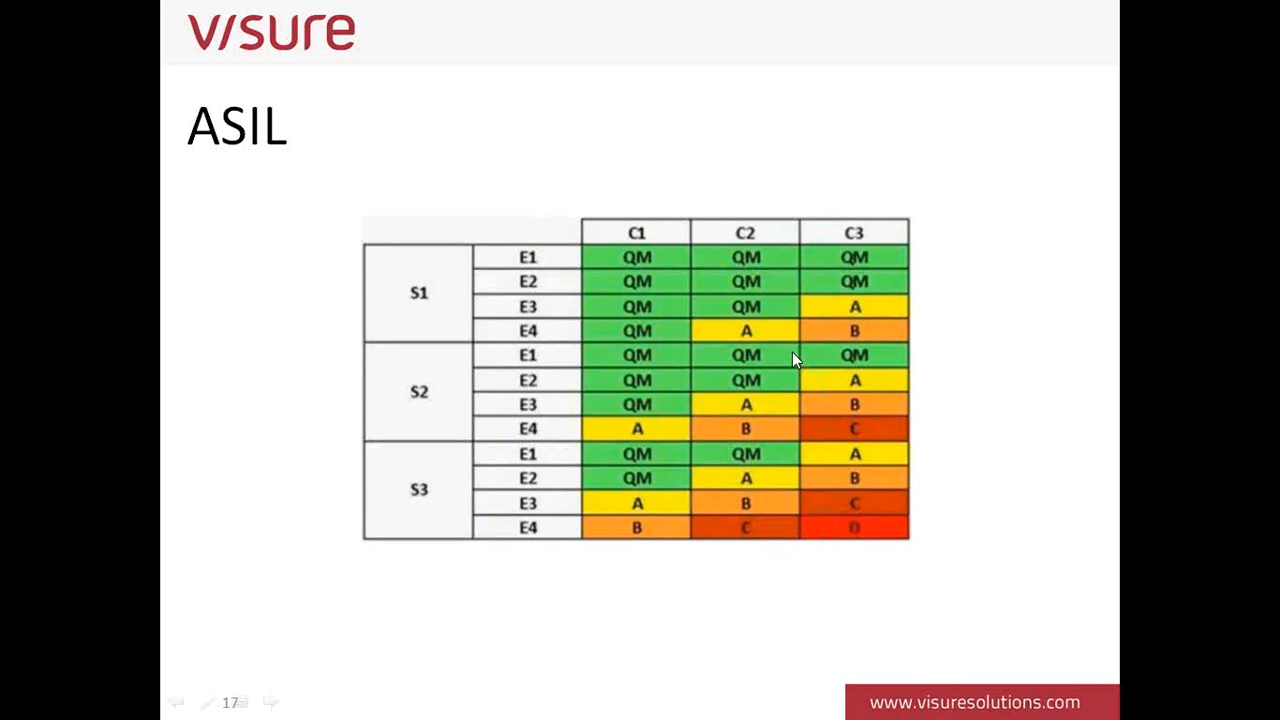 visure
ASIL
C1 C2 C3
S1 E1 QM QM QM
E2 QM QM QM
E3 QM QM A
E4 QM A B
S2 E1 QM QM QM
E2 QM QM A
E3 QM A B
E4 A B C
S3 E1 QM QM A
E2 QM A B
E3 A B C
E4 B C D
17
www.visuresolutions.com